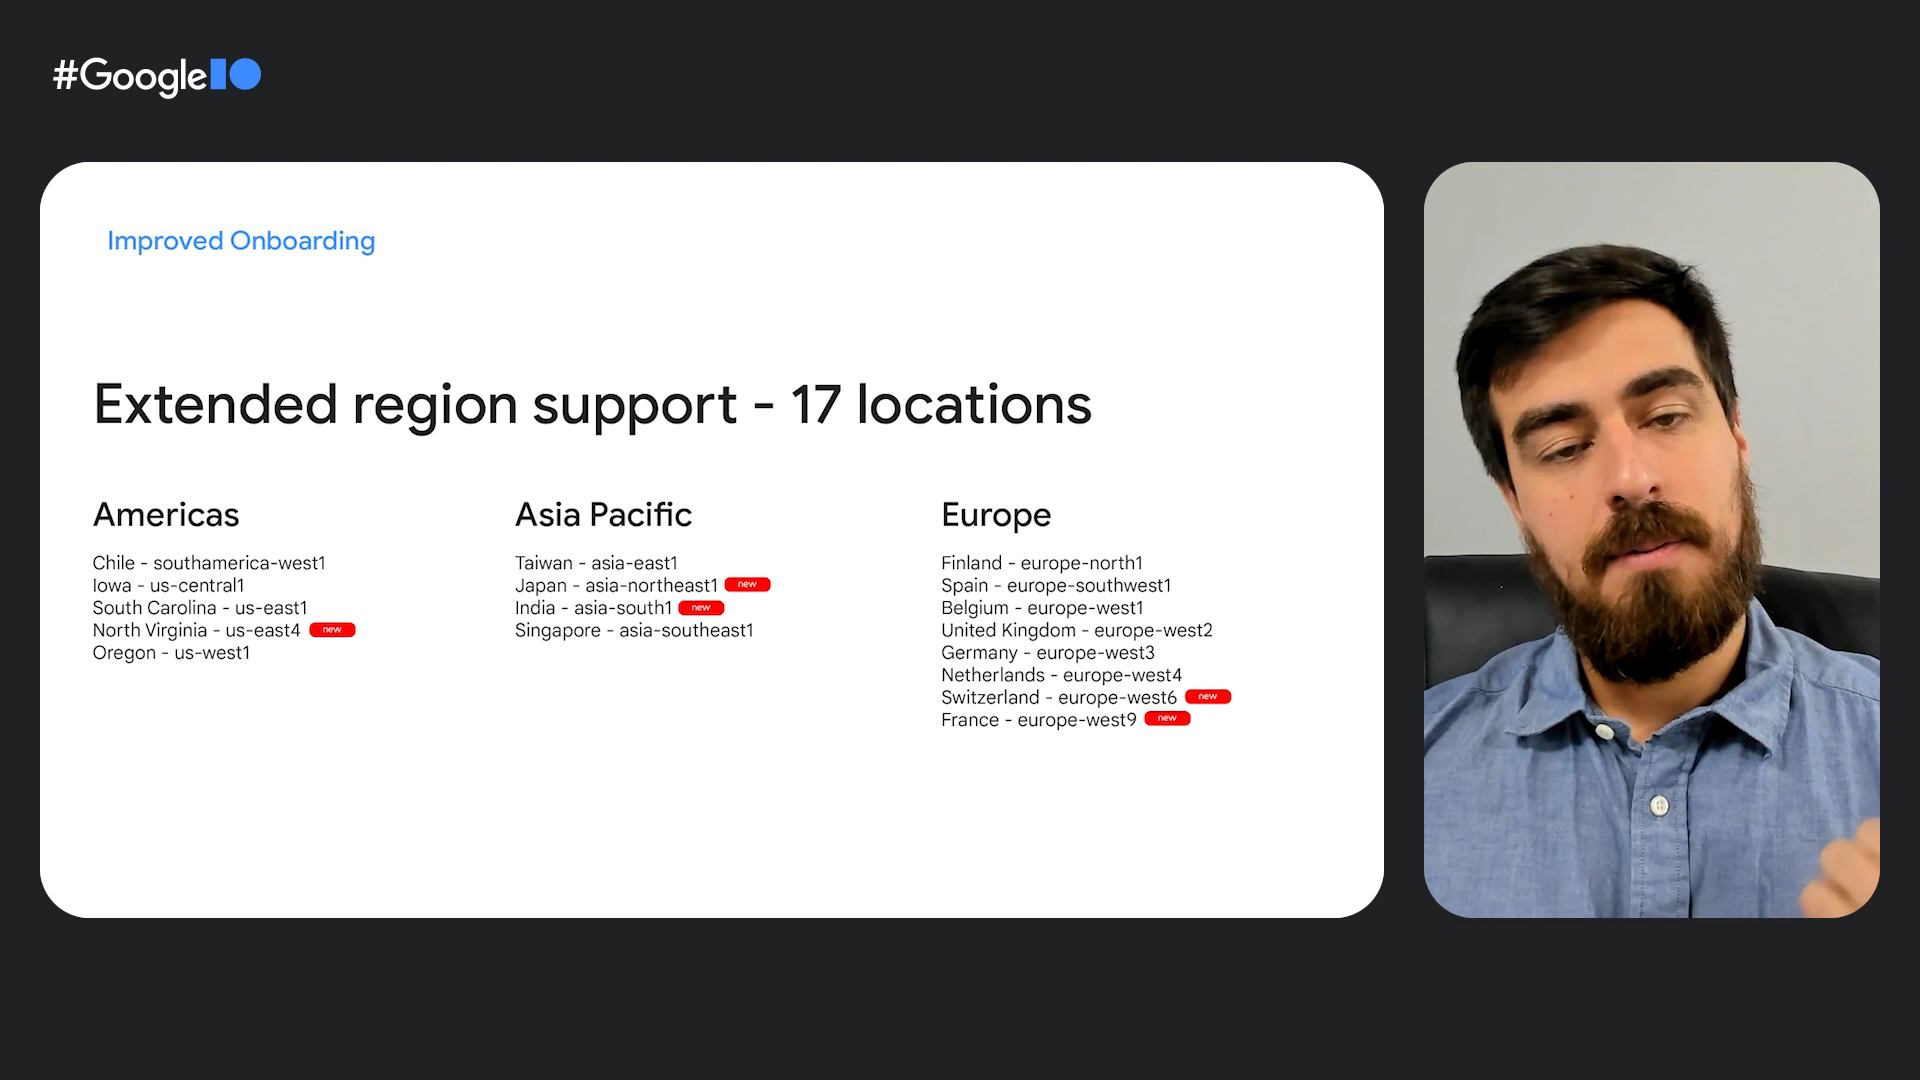 #Google IO
Improved Onboarding
Extended region support - 17 locations
Americas
Chile - southamerica-west1
Iowa - us-central1
South Carolina - us-east1
North Virginia - us-east4 new
Oregon - us-west1
Asia Pacific
Taiwan - asia-east1
Japan - asia-northeast1 new
India - asia-south1 new
Singapore - asia-southeast1
Europe
Finland - europe-north1
Spain - europe-southwest1
Belgium - europe-west1
United Kingdom - europe-west2
Germany - europe-west3
Netherlands - europe-west4
Switzerland - europe-west6 new
France - europe-west9 new